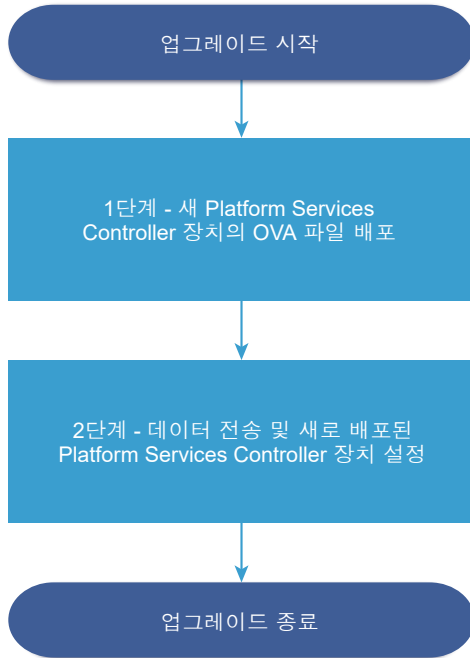 업그레이드 시작
1단계 - 새 Platform Services
Controller 장치의 OVA 파일 배포
2단계 - 데이터 전송 및 새로 배포된
Platform Services Controller 장치 설정
업그레이드 종료